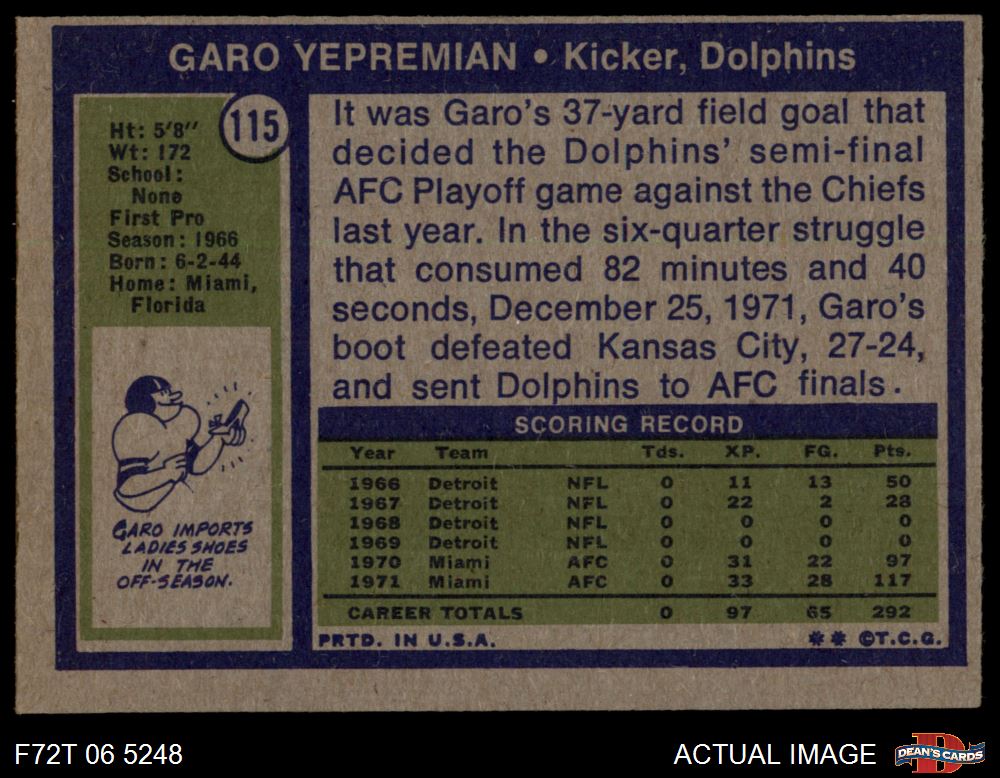 GARO YEPREMIAN • Kicker, Dolphins
115
Ht: 5'8''
Wt: 172
School:
None
First Pro
Season: 1966
Born: 6-2-44
Home: Miami,
Florida
GARO IMPORTS
LADIES SHOES
IN THE
OFF-SEASON.
It was Garo's 37-yard field goal that
decided the Dolphins' semi-final
AFC Playoff game against the Chiefs
last year. In the six-quarter struggle
that consumed 82 minutes and 40
seconds, December 25, 1971, Garo's
boot defeated Kansas City, 27-24,
and sent Dolphins to AFC finals.
SCORING RECORD
Year Team Tds. XP. FG. Pts.
1966 Detroit NFL 0 11 13 50
1967 Detroit NFL 0 22 2 28
1968 Detroit NFL 0 0 0 0
1969 Detroit NFL 0 0 0 0
1970 Miami AFC 0 31 22 97
1971 Miami AFC 0 33 28 117
CAREER TOTALS 0 97 65 292
PRTD. IN U.S.A. ** ©T.C.G.
F72T 06 5248 ACTUAL IMAGE DEAN'S CARDS